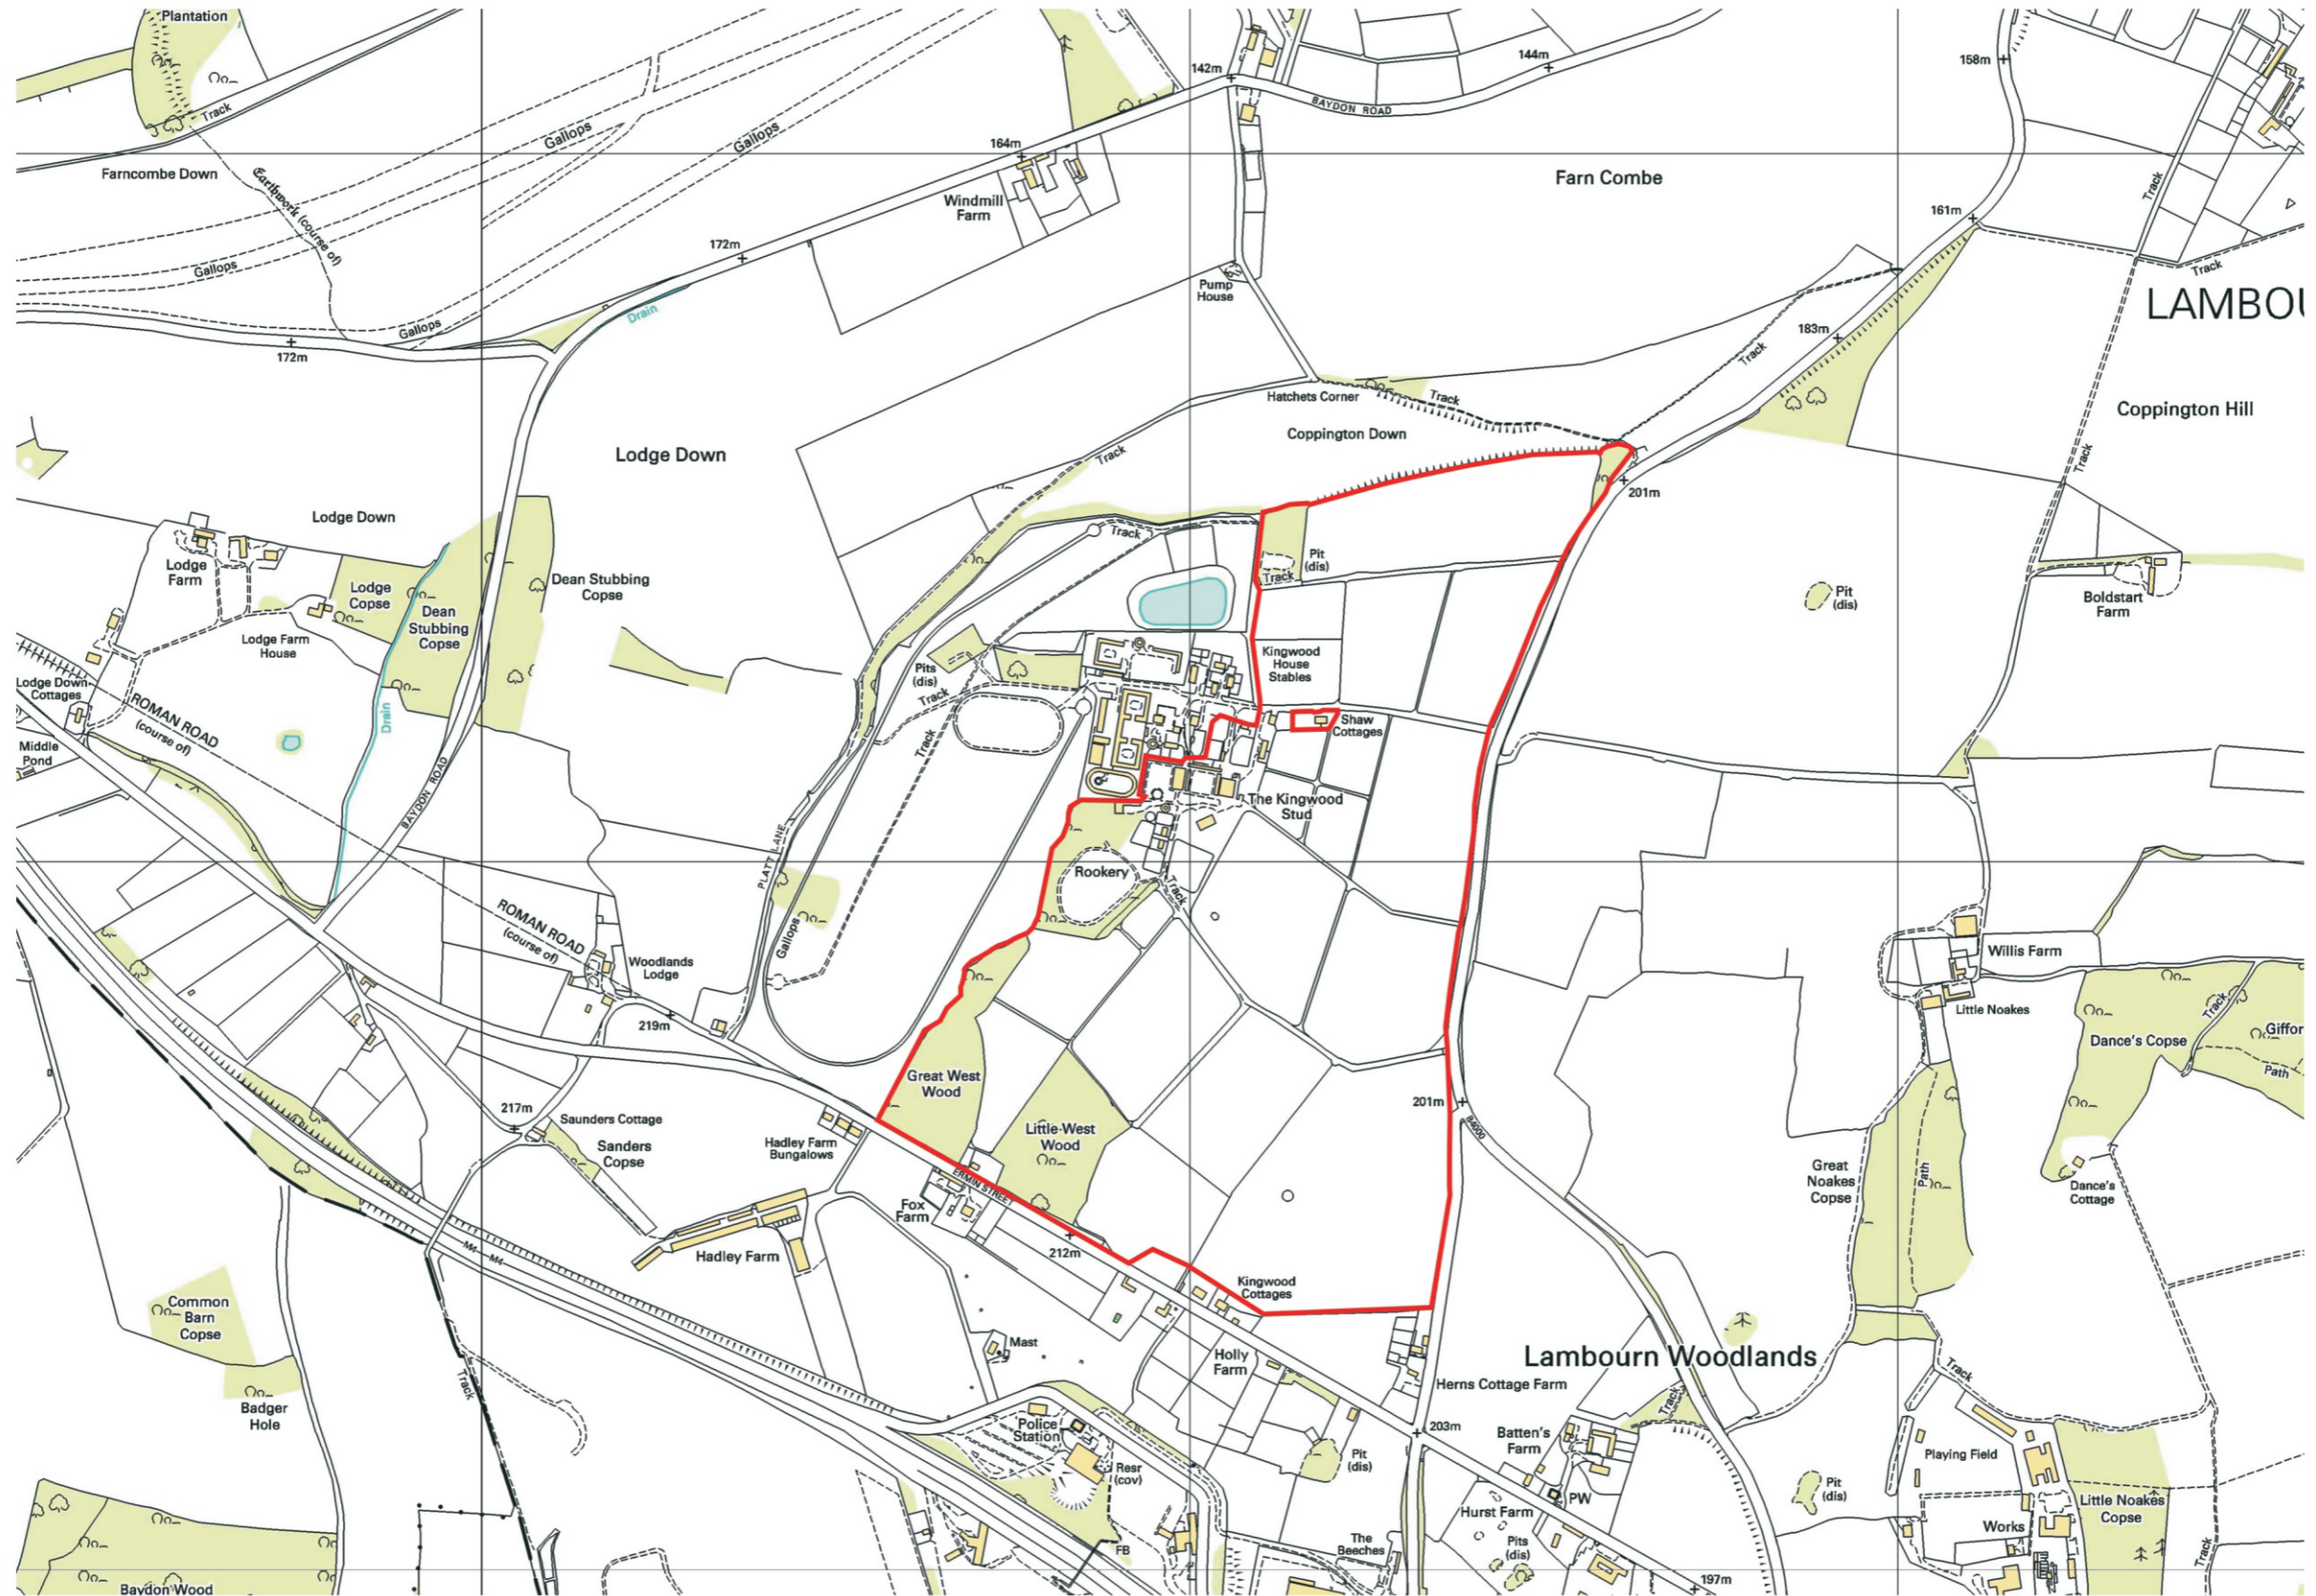 Plantation
Track
Farncombe Down
Earthwork (course of)
Gallops
Gallops
Gallops
Gallops
172m
Drain
172m
164m
Windmill
Farm
142m
BAYDON ROAD
144m
158m
Farn Combe
161m
Track
Track
LAMBOU
Pump
House
183m
Track
Hatchets Corner
Track
Coppington Down
Coppington Hill
Track
Lodge Down
Track
201m
Lodge Down
Lodge
Farm
Lodge
Copse
Dean
Stubbing
Copse
Dean Stubbing
Copse
Lodge Farm
House
Track
Pit
(dis)
Track
Pit
(dis)
Boldstart
Farm
Lodge Down
Cottages
ROMAN ROAD
(course of)
Drain
Middle
Pond
Pits
(dis)
Track
Track
Kingwood
House
Stables
Shaw
Cottages
BAYDON ROAD
The Kingwood
Stud
PLATT LANE
Rookery
Track
ROMAN ROAD
(course of)
Gallops
Woodlands
Lodge
219m
Willis Farm
Little Noakes
Track
Dance's Copse
Giffor
Path
217m
Saunders Cottage
Sanders
Copse
Great West
Wood
Hadley Farm
Bungalows
Little West
Wood
201m
B4000
ERMIN STREET
Fox
Farm
212m
Great
Noakes
Copse
Path
Dance's
Cottage
Hadley Farm
M4
M4
Kingwood
Cottages
Common
Barn
Copse
Track
Mast
Holly
Farm
Lambourn Woodlands
Herns Cottage Farm
Track
Badger
Hole
Police
Station
Resr
(cov)
Pit
(dis)
203m
Track
Batten's
Farm
PW
Playing Field
Pit
(dis)
Hurst Farm
Pits
(dis)
Little Noakes
Copse
Works
The
Beeches
FB
Track
197m
Baydon Wood